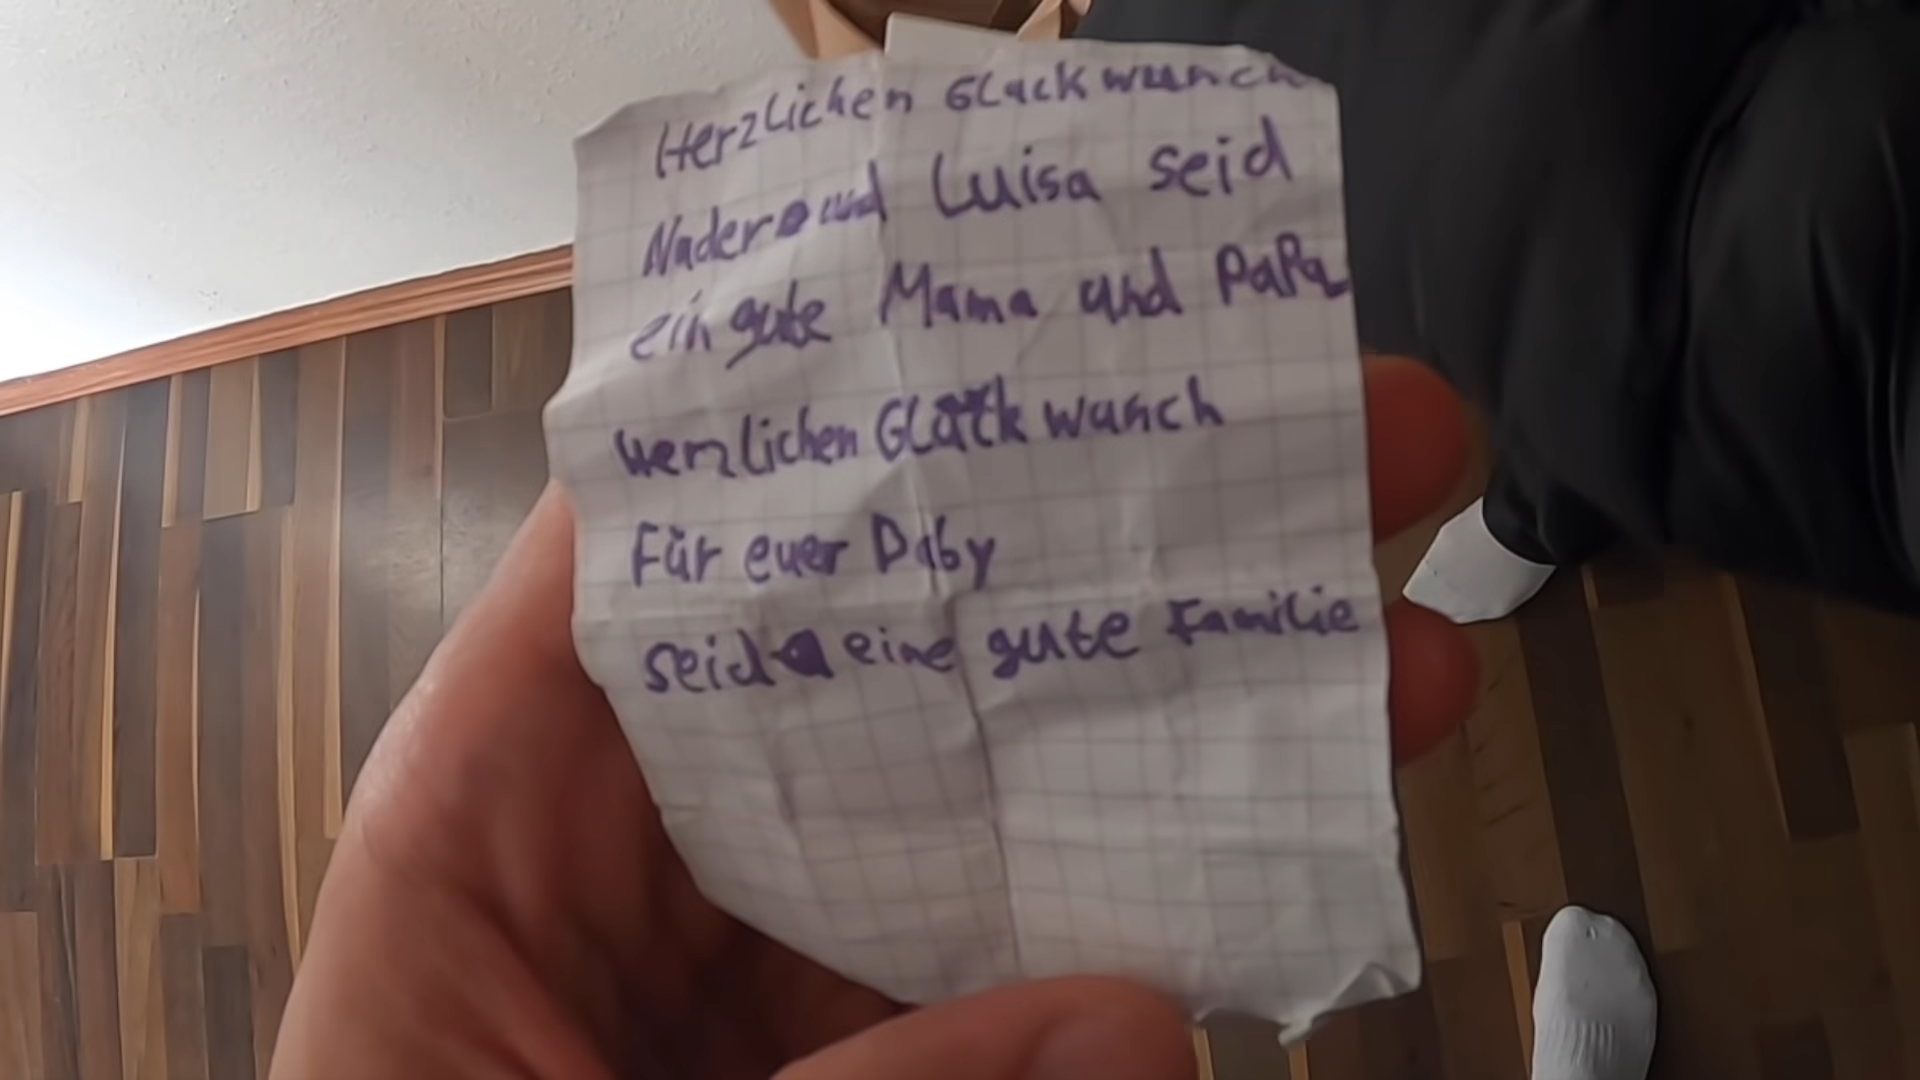 Herzlichen Glackwunch
Nader und Luisa seid
ein gute Mama und PaPa
Herzlichen Glückwunch
Für euer Baby
seid eine gute Familie